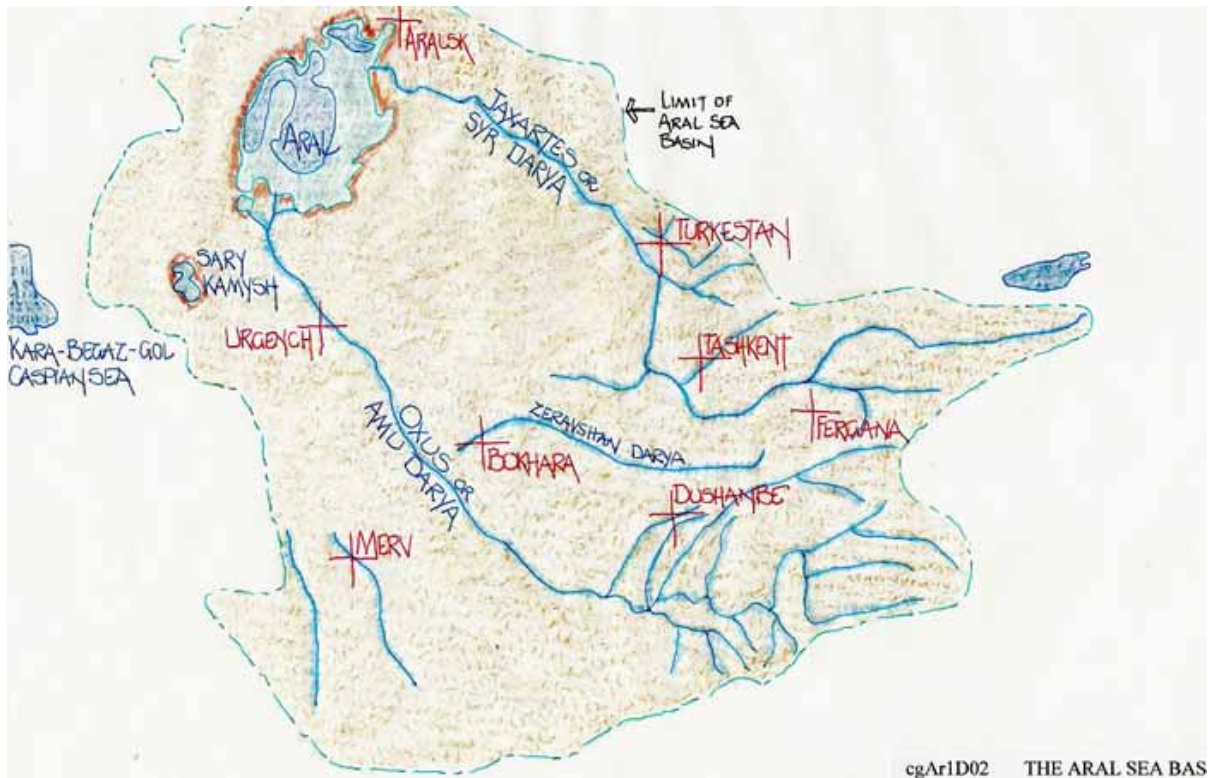 ARALSK
LIMIT OF
ARAL SEA
BASIN
JAXARTES OR
SYR DARYA
ARAL
TURKESTAN
SARY
KAMYSH
URGENCH
KARA-BEGAZ-GOL
CASPIAN SEA
TASHKENT
FERGANA
ZERAVSHAN DARYA
OXUS OR
AMU DARYA
BOKHARA
DUSHANBE
MERV
cgAr1D02 THE ARAL SEA BAS